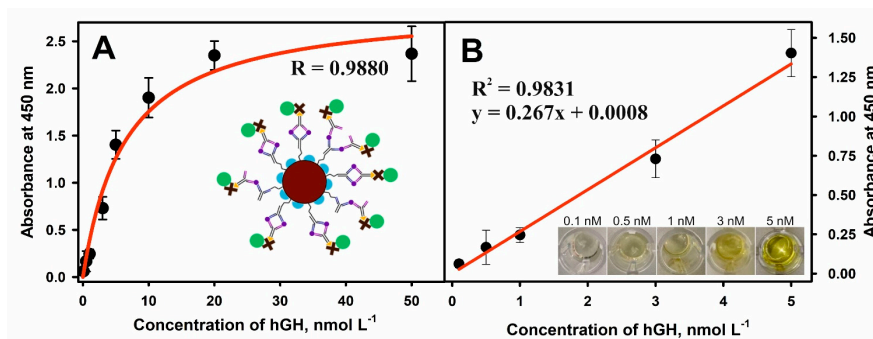 A
R = 0.9880
Absorbance at 450 nm
2.5
2.0
1.5
1.0
0.5
0.0
0 10 20 30 40 50
Concentration of hGH, nmol L⁻¹
B
R² = 0.9831
y = 0.267x + 0.0008
0.1 nM 0.5 nM 1 nM 3 nM 5 nM
0 1 2 3 4 5
Concentration of hGH, nmol L⁻¹
1.50
1.25
1.00
0.75
0.50
0.25
0.00
Absorbance at 450 nm